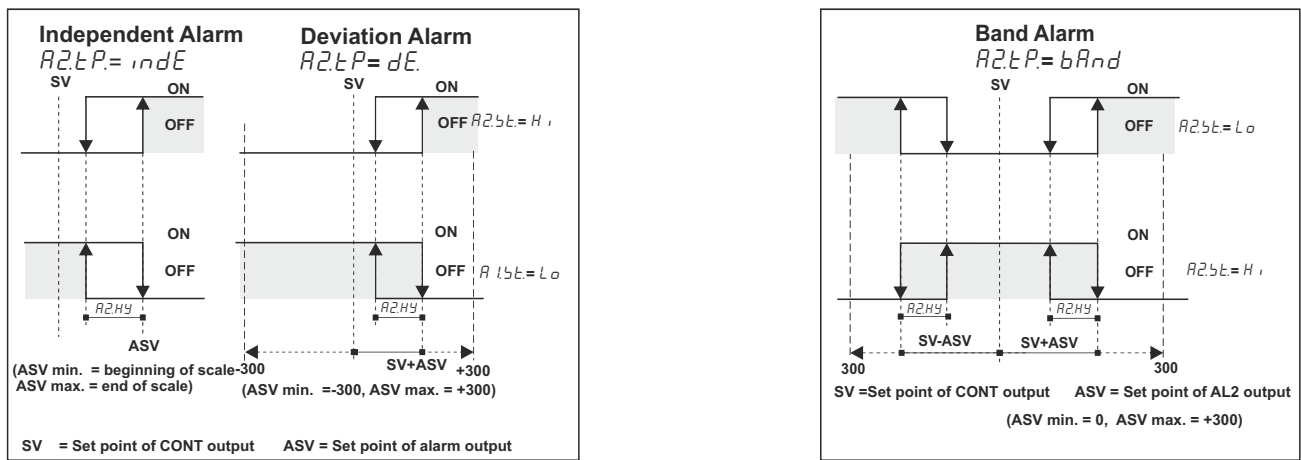 Independent Alarm
A2.tP.= indE
SV
ON
OFF
ON
OFF
A2.HY
ASV
(ASV min. = beginning of scale
ASV max. = end of scale)
Deviation Alarm
A2.tP= dE.
SV
ON
OFF
A2.St.= Hi
ON
OFF
A1.St.= Lo
A2.HY
-300
SV+ASV
+300
(ASV min. =-300, ASV max. = +300)
SV = Set point of CONT output ASV = Set point of alarm output
Band Alarm
A2.tP.= bAnd
SV
ON
OFF
A2.St.= Lo
ON
OFF
A2.St.= Hi
A2.HY
A2.HY
SV-ASV
SV+ASV
300
300
SV =Set point of CONT output ASV = Set point of AL2 output
(ASV min. = 0, ASV max. = +300)